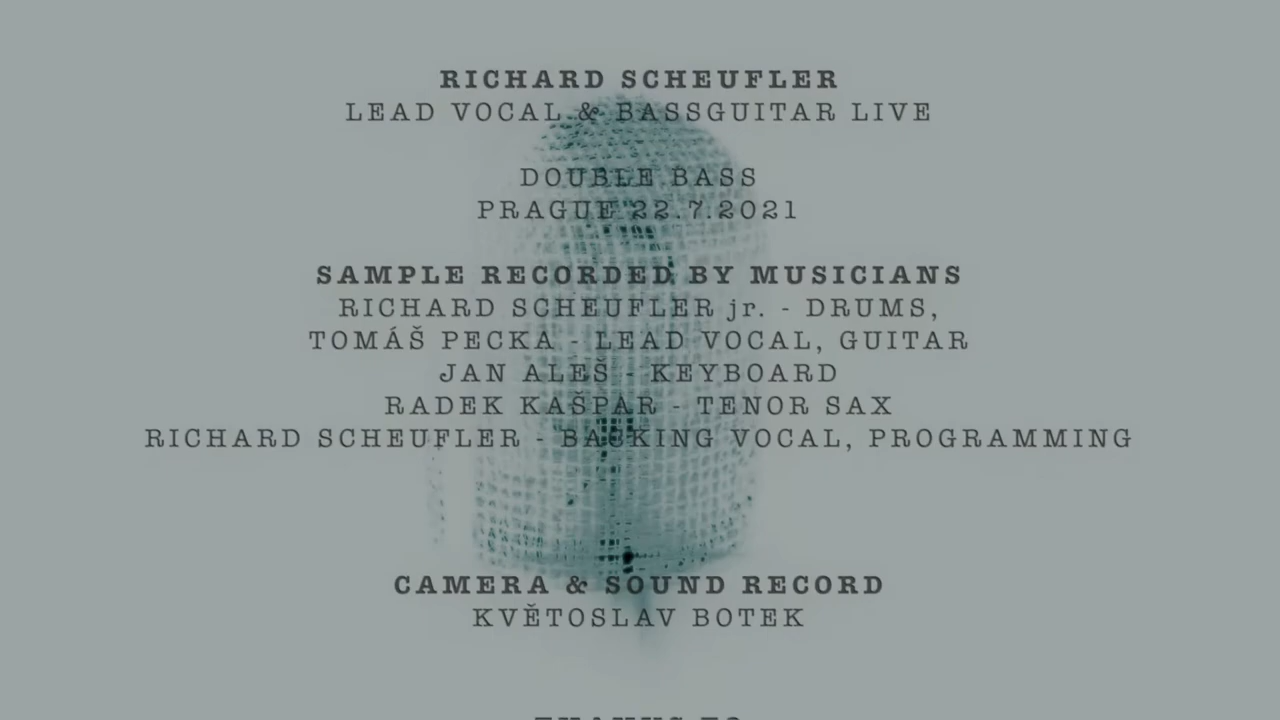 RICHARD SCHEUFLER
LEAD VOCAL & BASSGUITAR LIVE
DOUBLE BASS
PRAGUE 22.7.2021
SAMPLE RECORDED BY MUSICIANS
RICHARD SCHEUFLER jr. - DRUMS,
TOMÁŠ PECKA - LEAD VOCAL, GUITAR
JAN ALEŠ - KEYBOARD
RADEK KAŠPAR - TENOR SAX
RICHARD SCHEUFLER - BACKING VOCAL, PROGRAMMING
CAMERA & SOUND RECORD
KVĚTOSLAV BOTEK